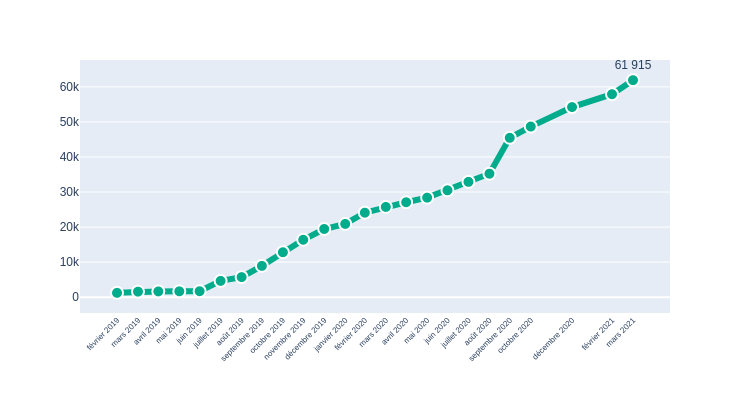 61 915
60k
50k
40k
30k
20k
10k
0
février 2019
mars 2019
avril 2019
mai 2019
juin 2019
juillet 2019
août 2019
septembre 2019
octobre 2019
novembre 2019
décembre 2019
janvier 2020
février 2020
mars 2020
avril 2020
mai 2020
juin 2020
juillet 2020
août 2020
septembre 2020
octobre 2020
décembre 2020
février 2021
mars 2021